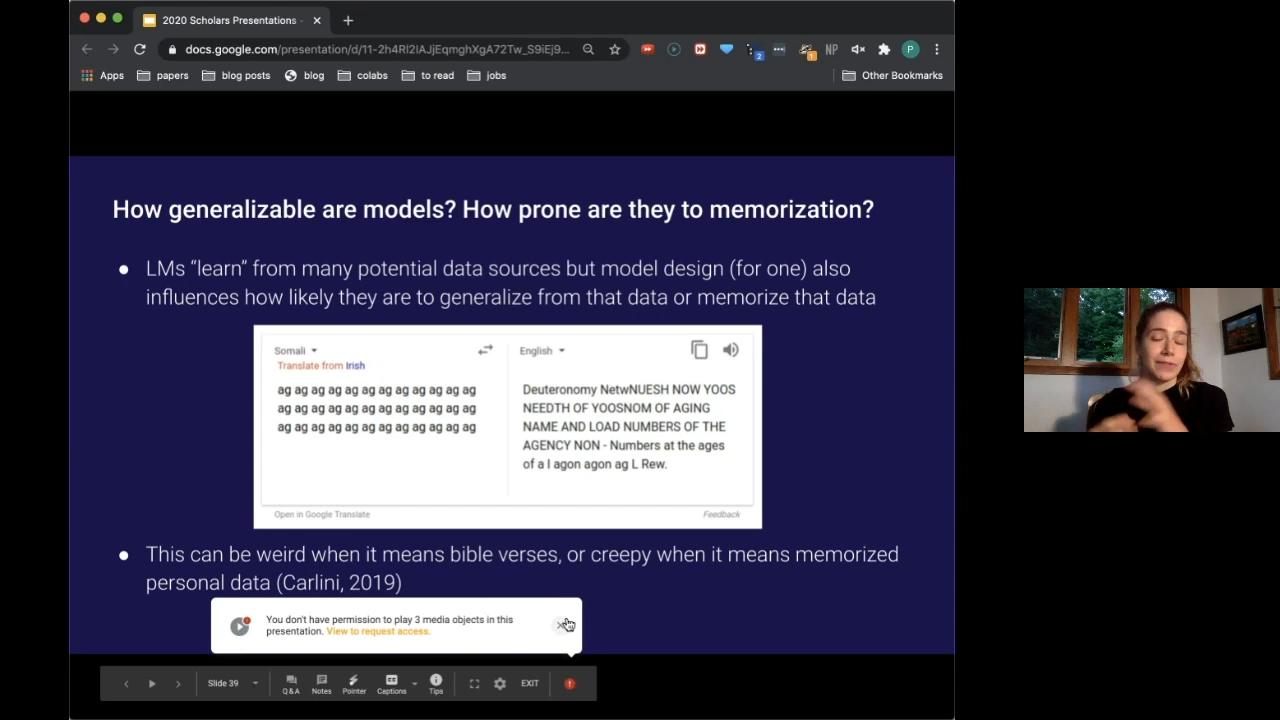 2020 Scholars Presentations -
docs.google.com/presentation/d/11-2h4RI2IAJjEqmghXgA72Tw_S9iEj9...
2
1
NP
P
Apps papers blog posts blog colabs to read jobs Other Bookmarks
How generalizable are models? How prone are they to memorization?
● LMs “learn” from many potential data sources but model design (for one) also
influences how likely they are to generalize from that data or memorize that data
Somali
Translate from Irish
ag ag ag ag ag ag ag ag ag ag ag ag
ag ag ag ag ag ag ag ag ag ag ag ag
ag ag ag ag ag ag ag ag ag ag ag ag
English
Deuteronomy NetwNUESH NOW YOOS
NEEDTH OF YOOSNOM OF AGING
NAME AND LOAD NUMBERS OF THE
AGENCY NON - Numbers at the ages
of a l agon agon ag L Rew.
Open in Google Translate
Feedback
● This can be weird when it means bible verses, or creepy when it means memorized
personal data (Carlini, 2019)
You don't have permission to play 3 media objects in this
presentation. View to request access.
Slide 39 Q&A Notes Pointer Captions Tips EXIT